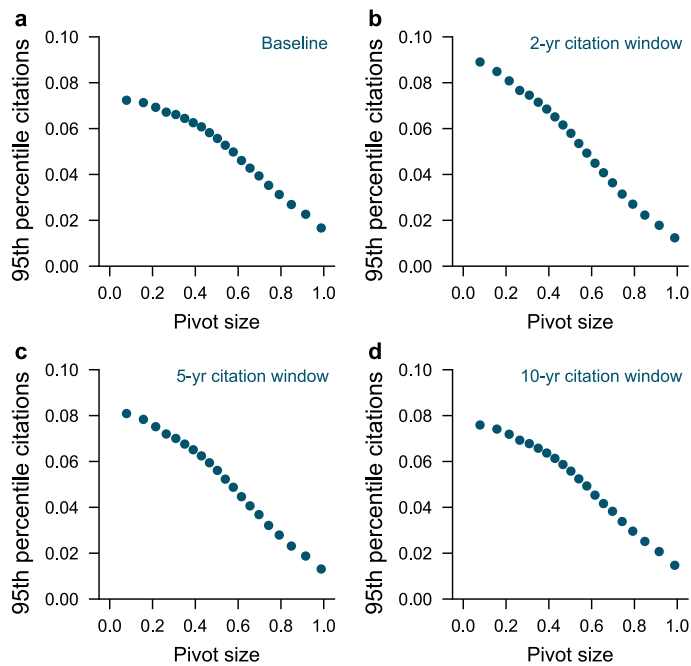 a
Baseline
95th percentile citations
0.10
0.08
0.06
0.04
0.02
0.00
0.0 0.2 0.4 0.6 0.8 1.0
Pivot size
b
2-yr citation window
95th percentile citations
0.10
0.08
0.06
0.04
0.02
0.00
0.0 0.2 0.4 0.6 0.8 1.0
Pivot size
c
5-yr citation window
95th percentile citations
0.10
0.08
0.06
0.04
0.02
0.00
0.0 0.2 0.4 0.6 0.8 1.0
Pivot size
d
10-yr citation window
95th percentile citations
0.10
0.08
0.06
0.04
0.02
0.00
0.0 0.2 0.4 0.6 0.8 1.0
Pivot size